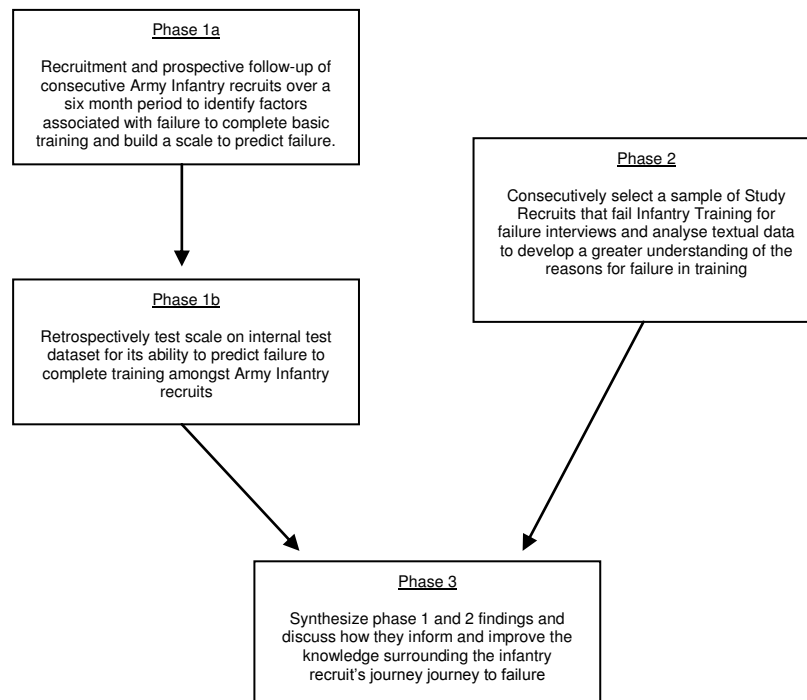 Phase 1a
Recruitment and prospective follow-up of
consecutive Army Infantry recruits over a
six month period to identify factors
associated with failure to complete basic
training and build a scale to predict failure.
Phase 2
Consecutively select a sample of Study
Recruits that fail Infantry Training for
failure interviews and analyse textual data
to develop a greater understanding of the
reasons for failure in training
Phase 1b
Retrospectively test scale on internal test
dataset for its ability to predict failure to
complete training amongst Army Infantry
recruits
Phase 3
Synthesize phase 1 and 2 findings and
discuss how they inform and improve the
knowledge surrounding the infantry
recruit's journey journey to failure